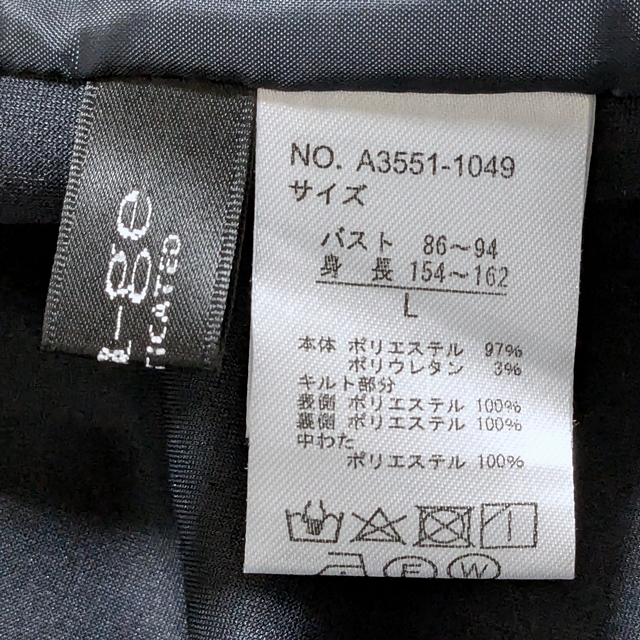 NO. A3551-1049
サイズ
バスト 86～94
身長 154～162
L
本体 ポリエステル 97%
ポリウレタン 3%
キルト部分
表側 ポリエステル 100%
裏側 ポリエステル 100%
中わた
ポリエステル 100%
F W
-ge
TICATED